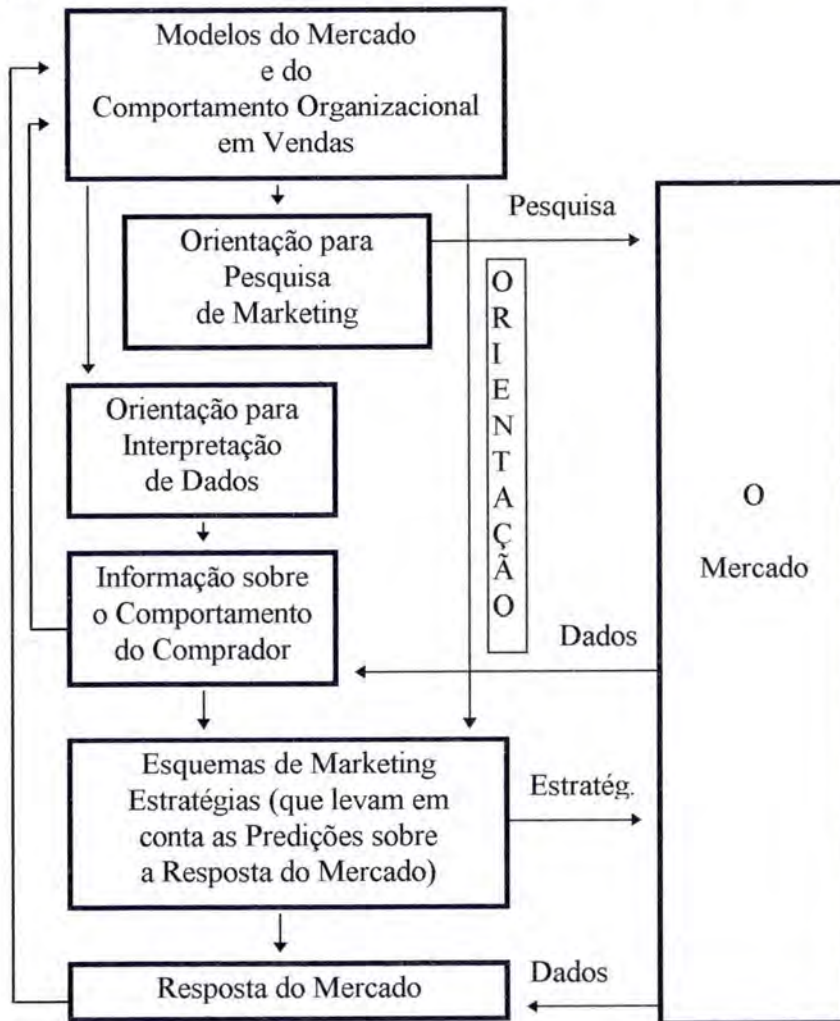 Modelos do Mercado
e do
Comportamento Organizacional
em Vendas
Pesquisa
Orientação para
Pesquisa
de Marketing
ORIENTAÇÃO
Orientação para
Interpretação
de Dados
O
Mercado
Informação sobre
o Comportamento
do Comprador
Dados
Esquemas de Marketing
Estratégias (que levam em
conta as Predições sobre
a Resposta do Mercado)
Estratég.
Resposta do Mercado
Dados